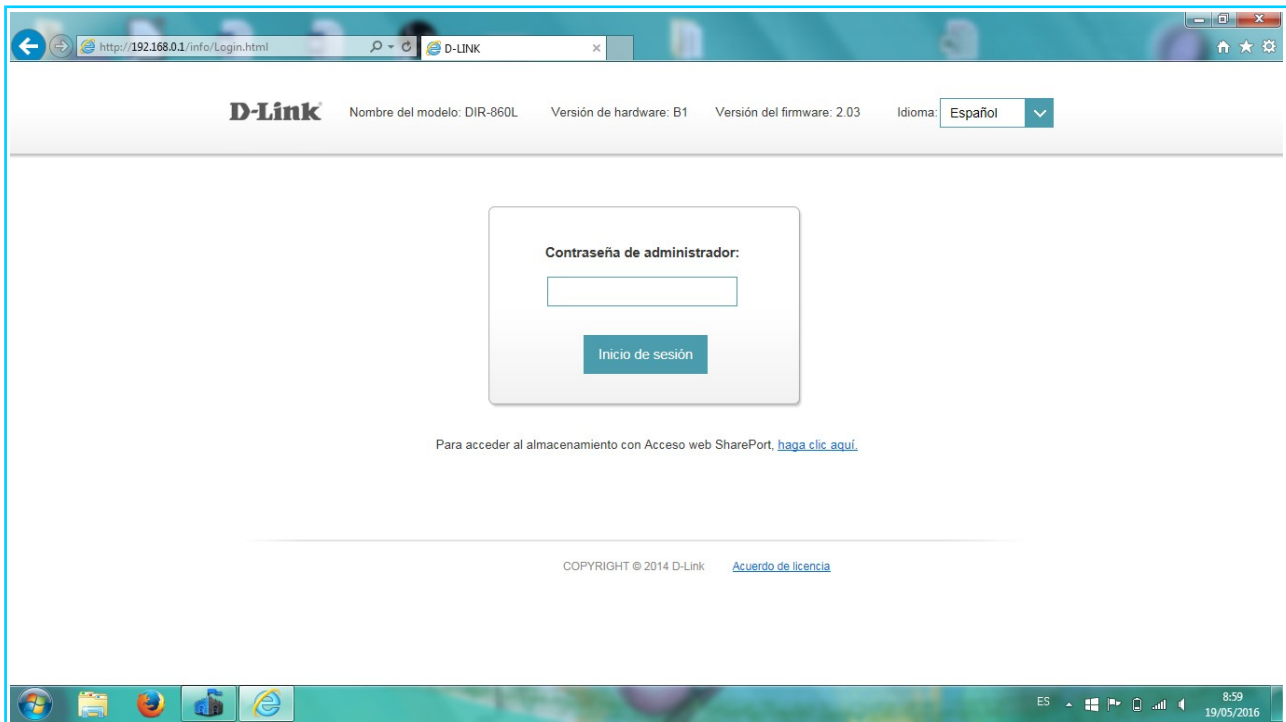 http://192.168.0.1/info/Login.html
D-LINK
D-Link
Nombre del modelo: DIR-860L
Versión de hardware: B1
Versión del firmware: 2.03
Idioma:
Español
Contraseña de administrador:
Inicio de sesión
Para acceder al almacenamiento con Acceso web SharePort, haga clic aquí.
COPYRIGHT © 2014 D-Link
Acuerdo de licencia
ES
8:59
19/05/2016